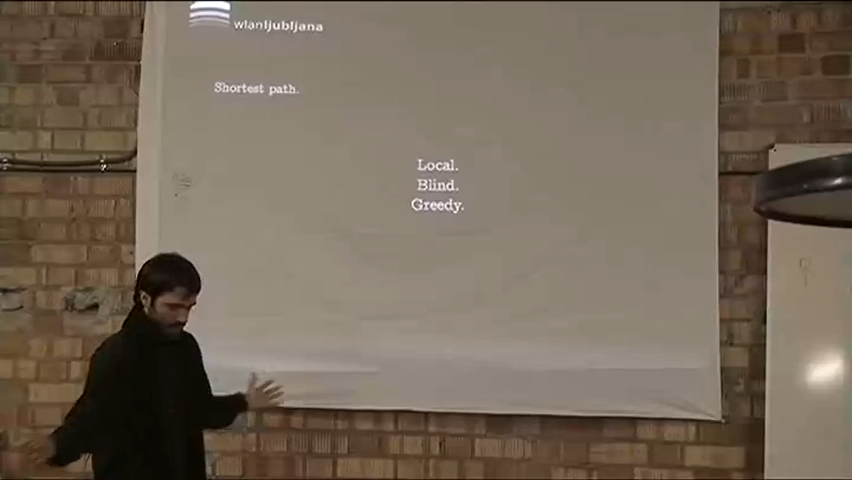 wlanljubljana
Shortest path.
Local.
Blind.
Greedy.